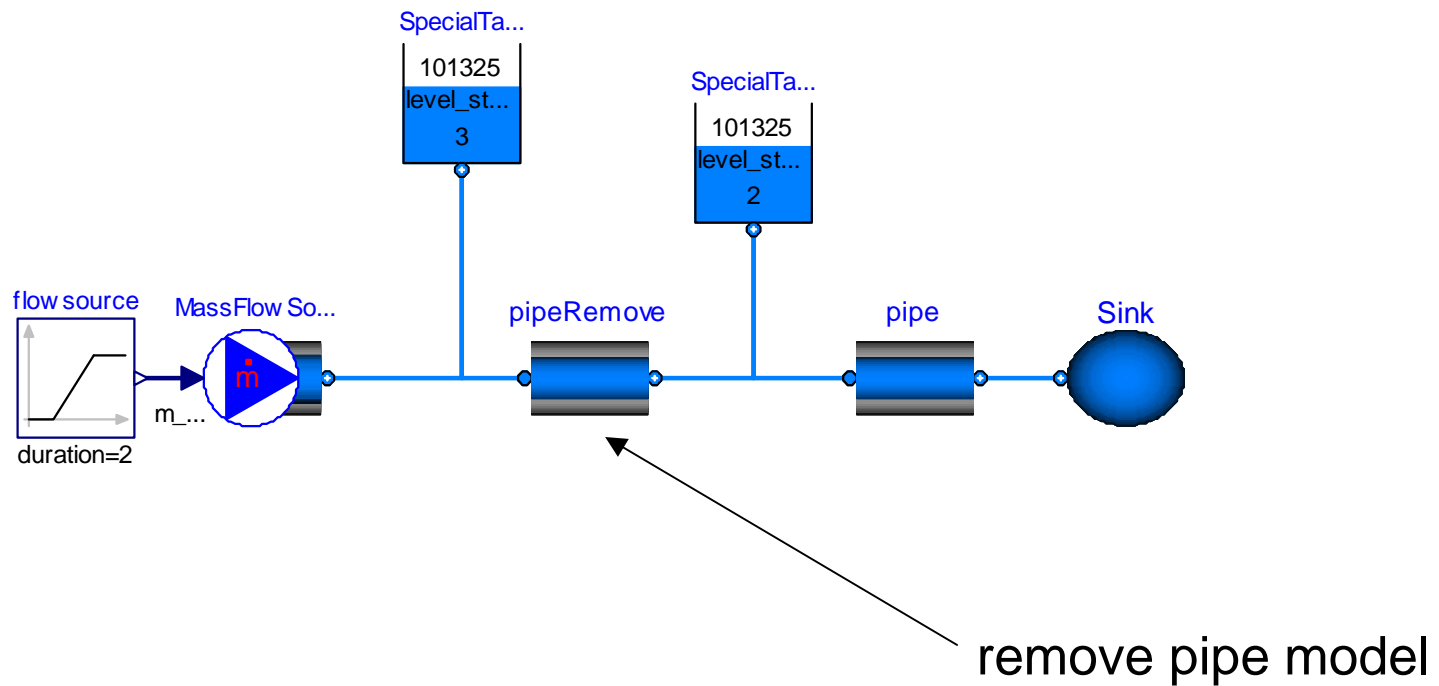 SpecialTa...
101325
level_st...
3
SpecialTa...
101325
level_st...
2
flow source
MassFlow So...
pipeRemove
pipe
Sink
ṁ
m_...
duration=2
remove pipe model